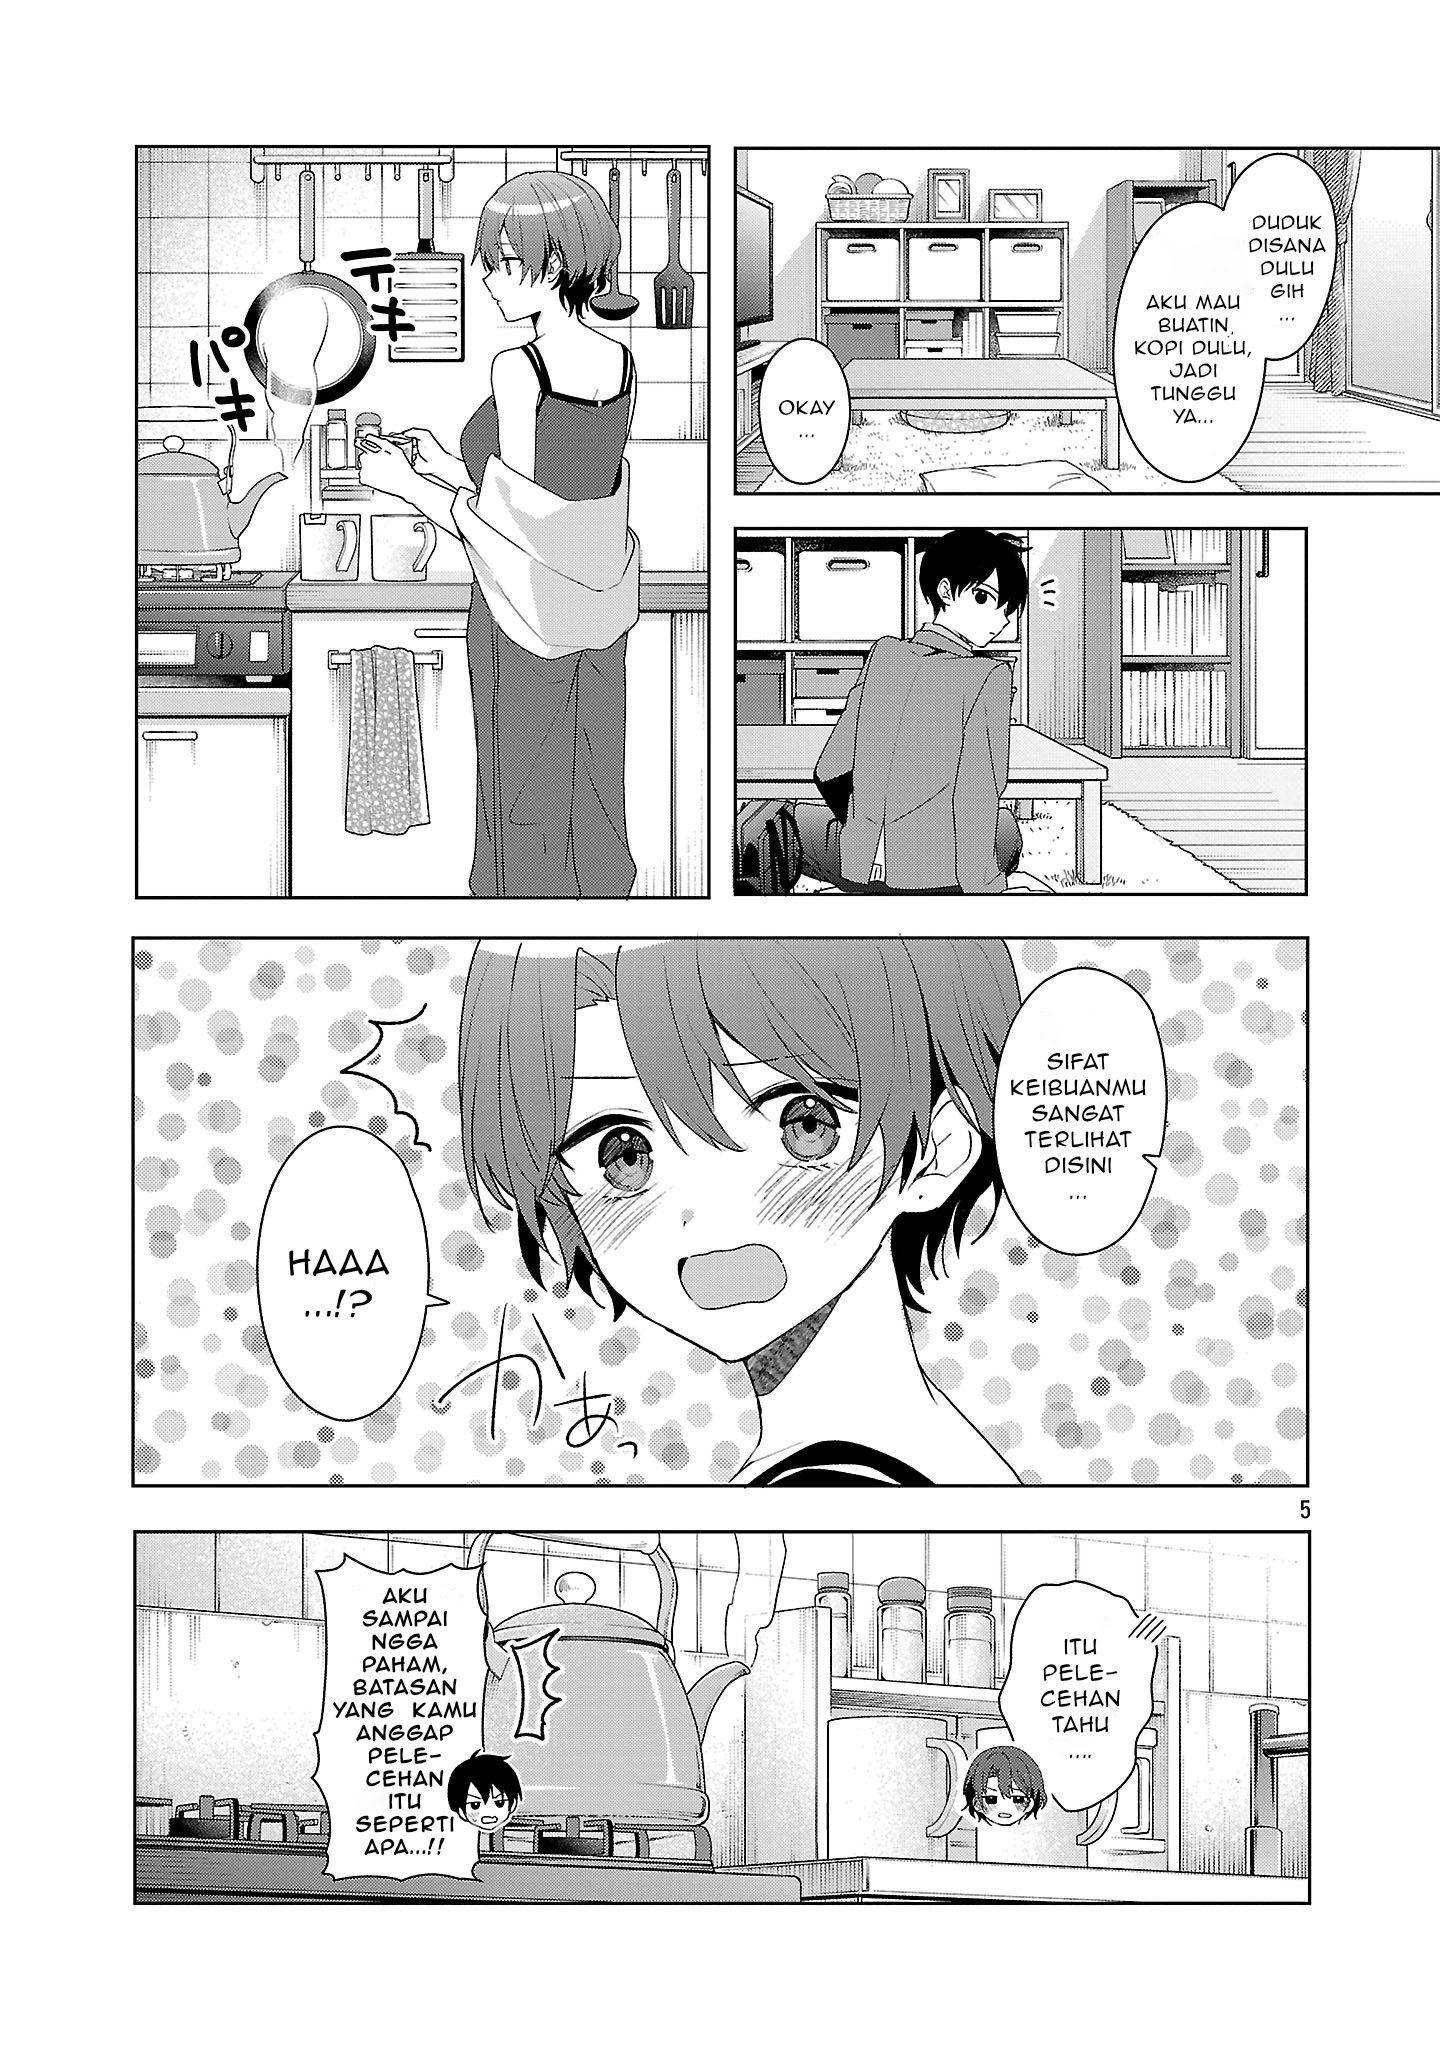 DUDUK
DISANA
DULU
GIH
...
AKU MAU
BUATIN,
KOPI DULU,
JADI
TUNGGU
YA...
OKAY
...
テキ
パキ
SIFAT
KEIBUANMU
SANGAT
TERLIHAT
DISINI
...
HAAA
...!?
かぁっ
5
ITU
PELE-
CEHAN
TAHU
....
AKU
SAMPAI
NGGA
PAHAM,
BATASAN
YANG KAMU
ANGGAP
PELE-
CEHAN
ITU
SEPERTI
APA...!!